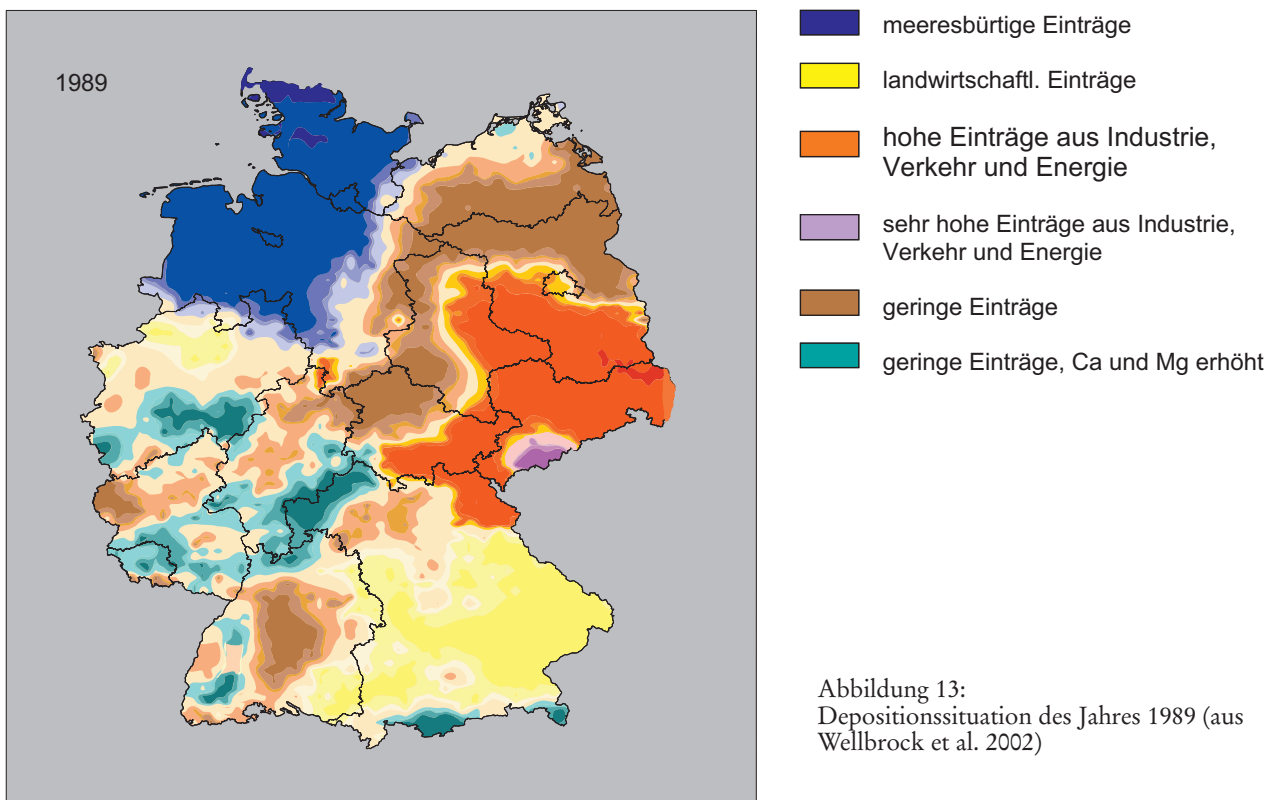 1989
meeresbürtige Einträge
landwirtschaftl. Einträge
hohe Einträge aus Industrie,
Verkehr und Energie
sehr hohe Einträge aus Industrie,
Verkehr und Energie
geringe Einträge
geringe Einträge, Ca und Mg erhöht
Abbildung 13:
Depositionssituation des Jahres 1989 (aus
Wellbrock et al. 2002)